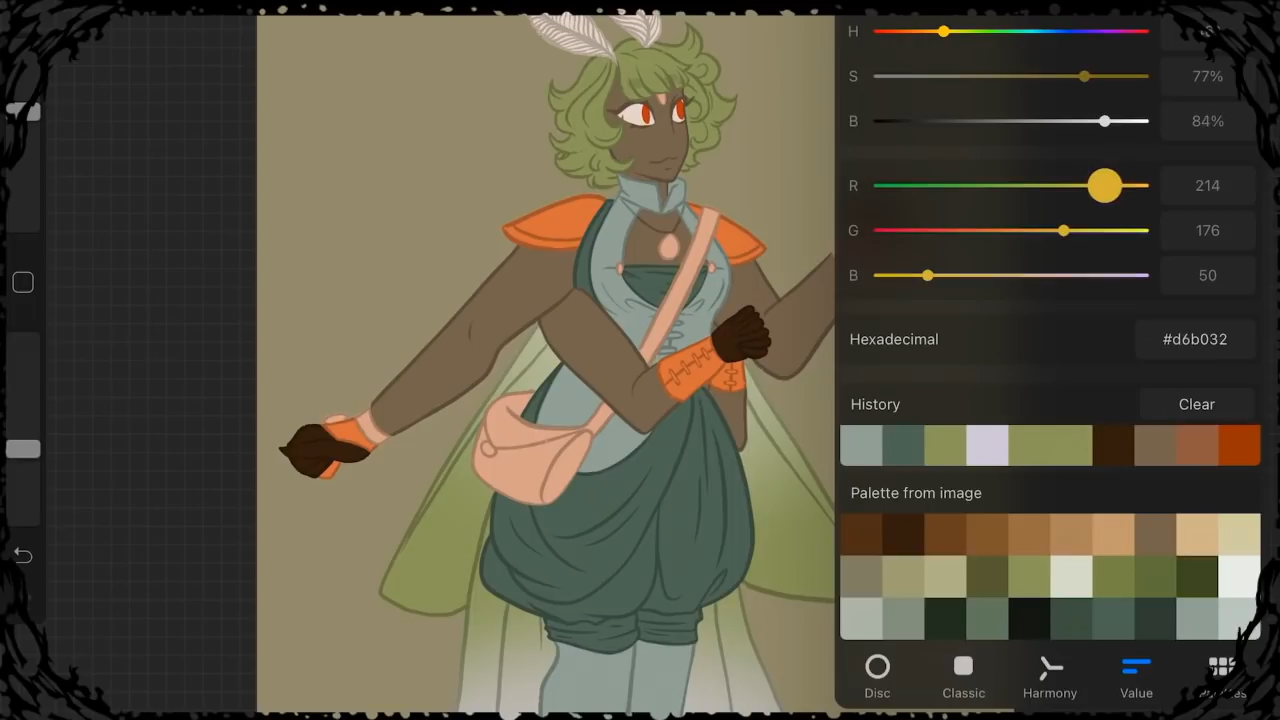 H
S 77%
B 84%
R 214
G 176
B 50
Hexadecimal #d6b032
History Clear
Palette from image
Disc Classic Harmony Value